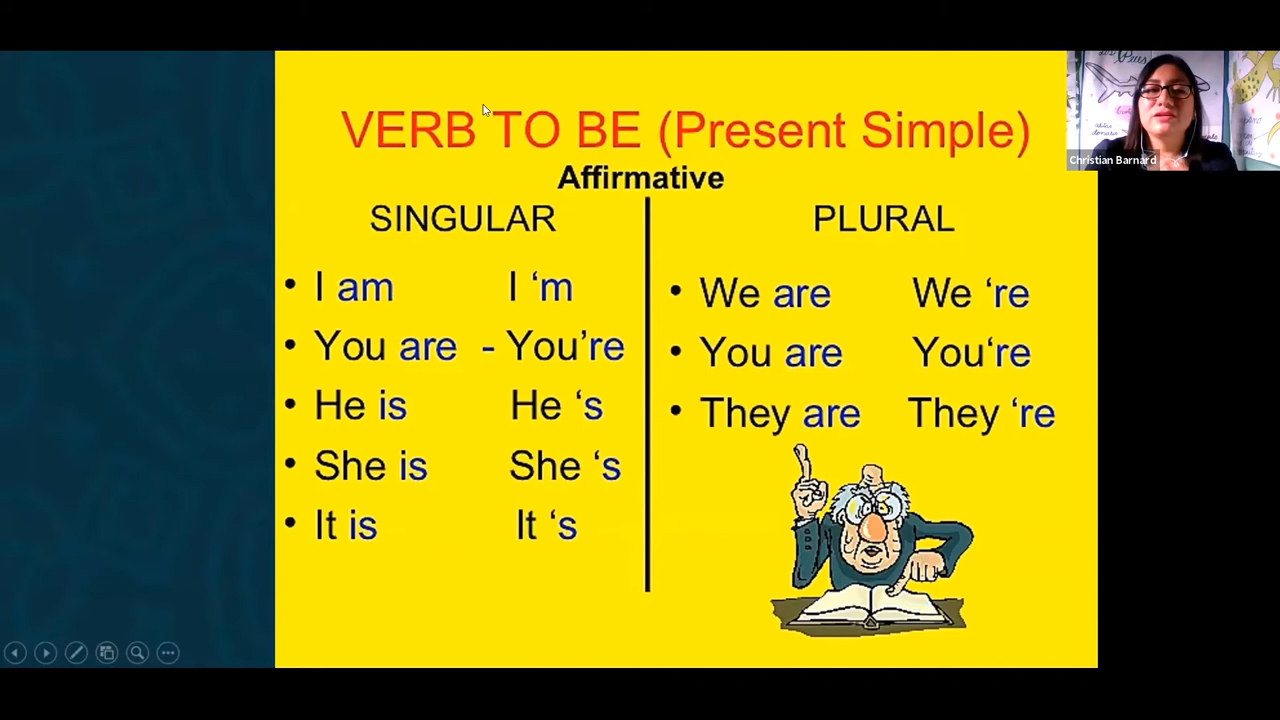 VERB TO BE (Present Simple)
Affirmative
SINGULAR
• I am I ‘m
• You are - You’re
• He is He ‘s
• She is She ‘s
• It is It ‘s
PLURAL
• We are We ‘re
• You are You‘re
• They are They ‘re
Christian Barnard